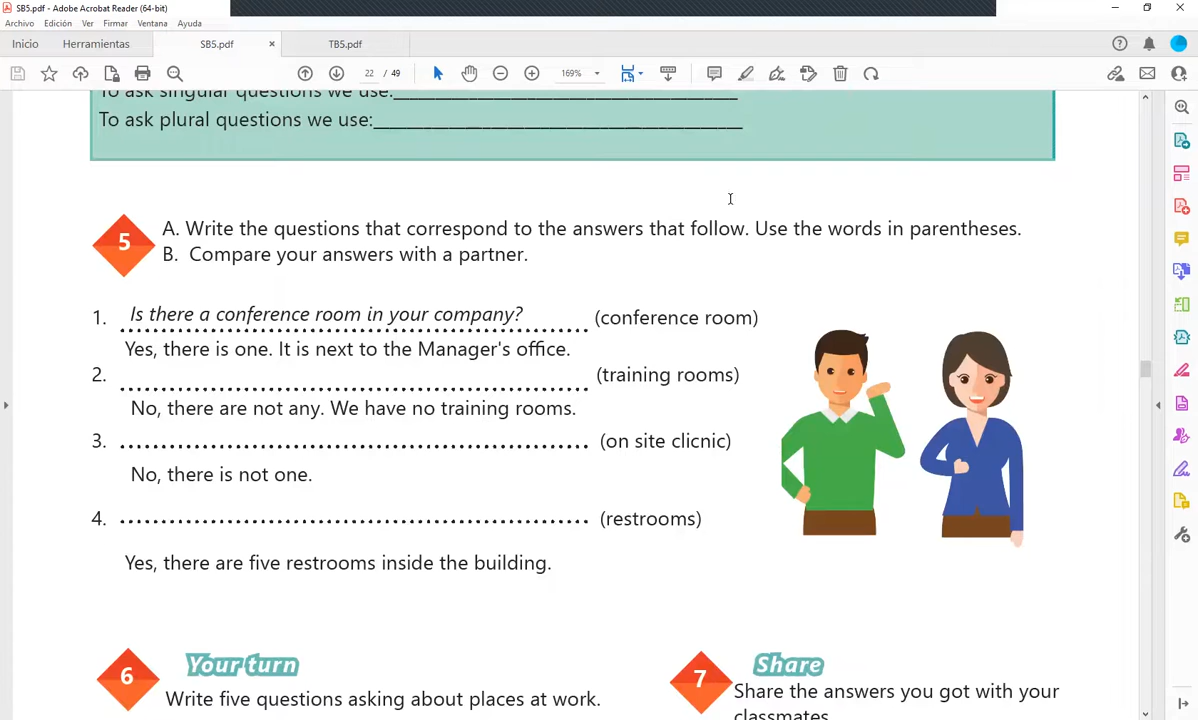 SB5.pdf - Adobe Acrobat Reader (64-bit)
Archivo Edición Ver Firmar Ventana Ayuda
Inicio Herramientas SB5.pdf × TB5.pdf
22 / 49 169%
To ask singular questions we use:
To ask plural questions we use:
5
A. Write the questions that correspond to the answers that follow. Use the words in parentheses.
B. Compare your answers with a partner.
1. Is there a conference room in your company? (conference room)
Yes, there is one. It is next to the Manager's office.
2. (training rooms)
No, there are not any. We have no training rooms.
3. (on site clicnic)
No, there is not one.
4. (restrooms)
Yes, there are five restrooms inside the building.
6 Your turn
Write five questions asking about places at work.
7 Share
Share the answers you got with your
classmates